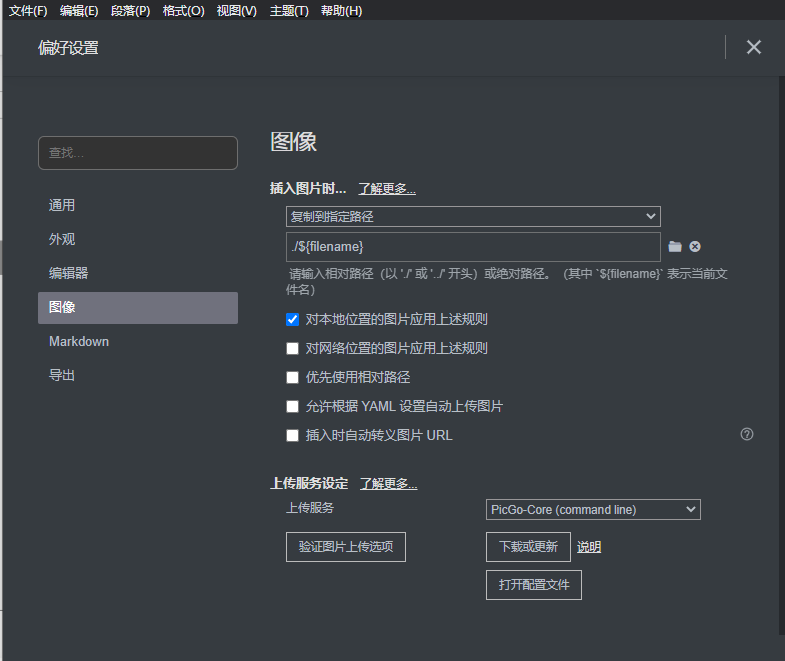 文件(F) 编辑(E) 段落(P) 格式(O) 视图(V) 主题(T) 帮助(H)
偏好设置
查找...
通用
外观
编辑器
图像
Markdown
导出
图像
插入图片时... 了解更多...
复制到指定路径
./${filename}
请输入相对路径（以 './' 或 '../' 开头）或绝对路径。（其中 `${filename}` 表示当前文
件名）
对本地位置的图片应用上述规则
对网络位置的图片应用上述规则
优先使用相对路径
允许根据 YAML 设置自动上传图片
插入时自动转义图片 URL
上传服务设定 了解更多...
上传服务 PicGo-Core (command line)
验证图片上传选项 下载或更新 说明
打开配置文件